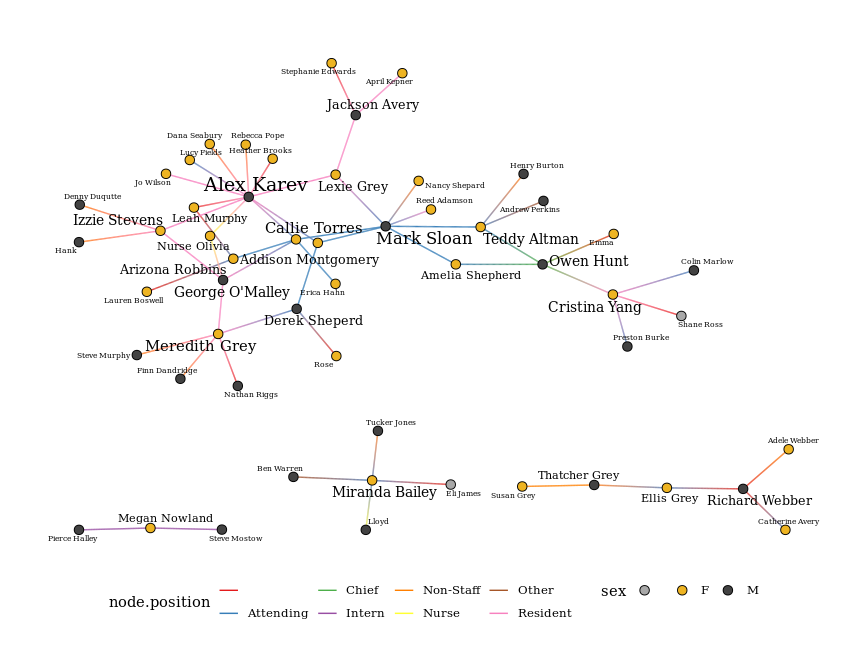 Stephanie Edwards
April Kepner
Jackson Avery
Dana Seabury
Rebecca Pope
Lucy Fields
Heather Brooks
Henry Burton
Jo Wilson
Alex Karev
Lexie Grey
Nancy Shepard
Denny Duqutte
Reed Adamson
Andrew Perkins
Izzie Stevens
Leah Murphy
Callie Torres
Mark Sloan
Teddy Altman
Emma
Hank
Nurse Olivia
Arizona Robbins
Addison Montgomery
Owen Hunt
Colin Marlow
Amelia Shepherd
Lauren Boswell
George O'Malley
Erica Hahn
Cristina Yang
Derek Sheperd
Shane Ross
Meredith Grey
Preston Burke
Steve Murphy
Rose
Finn Dandridge
Nathan Riggs
Tucker Jones
Adele Webber
Ben Warren
Thatcher Grey
Miranda Bailey
Eli James
Susan Grey
Ellis Grey
Richard Webber
Megan Nowland
Lloyd
Catherine Avery
Pierce Halley
Steve Mostow
node.position
Chief
Non-Staff
Other
Attending
Intern
Nurse
Resident
sex
F
M